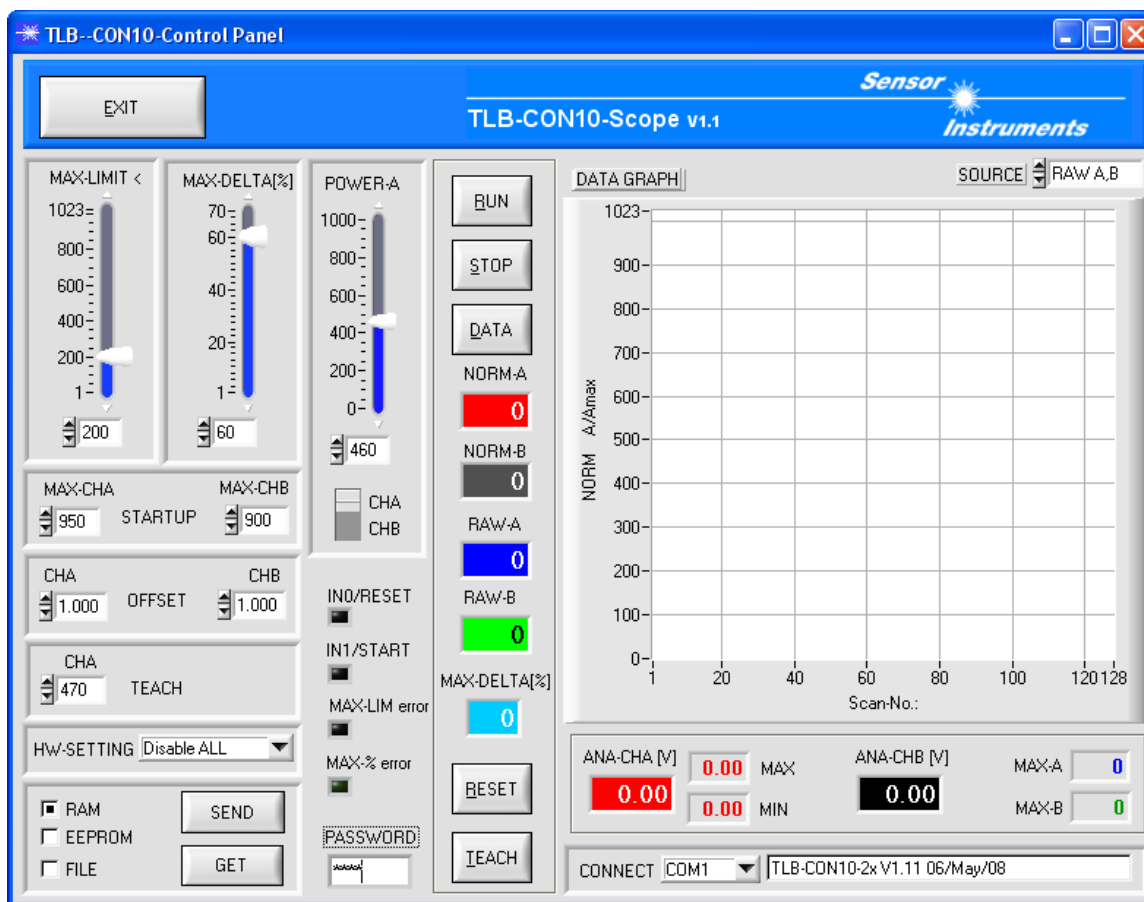 TLB--CON10-Control Panel
EXIT
Sensor
Instruments
TLB-CON10-Scope V1.1
MAX-LIMIT <
1023
800
600
400
200
1
200
MAX-DELTA[%]
70
60
40
20
1
60
POWER-A
1000
800
600
400
200
0
460
CHA
CHB
MAX-CHA
MAX-CHB
950
STARTUP
900
CHA
CHB
1.000
OFFSET
1.000
CHA
470
TEACH
HW-SETTING
Disable ALL
RAM
EEPROM
FILE
SEND
GET
IN0/RESET
IN1/START
MAX-LIM error
MAX-% error
PASSWORD
*****
RUN
STOP
DATA
NORM-A
0
NORM-B
0
RAW-A
0
RAW-B
0
MAX-DELTA[%]
0
RESET
TEACH
DATA GRAPH
SOURCE
RAW A,B
NORM A/Amax
1023
900
800
700
600
500
400
300
200
100
0
1 20 40 60 80 100 120 128
Scan-No.:
ANA-CHA [V]
0.00
0.00 MAX
0.00 MIN
ANA-CHB [V]
0.00
MAX-A 0
MAX-B 0
CONNECT
COM1
TLB-CON10-2x V1.11 06/May/08